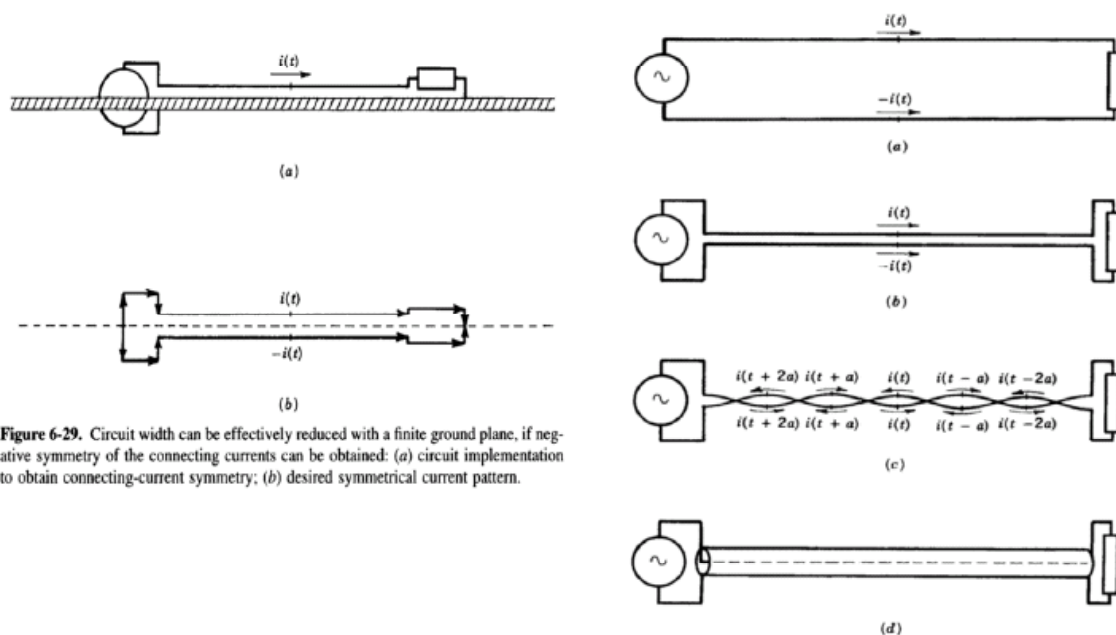 i(t)
(a)
i(t)
-i(t)
(b)
Figure 6-29. Circuit width can be effectively reduced with a finite ground plane, if neg-
ative symmetry of the connecting currents can be obtained: (a) circuit implementation
to obtain connecting-current symmetry; (b) desired symmetrical current pattern.
i(t)
~
-i(t)
(a)
i(t)
~
-i(t)
(b)
i(t + 2a) i(t + a) i(t) i(t - a) i(t - 2a)
~
i(t + 2a) i(t + a) i(t) i(t - a) i(t - 2a)
(c)
~
(d)